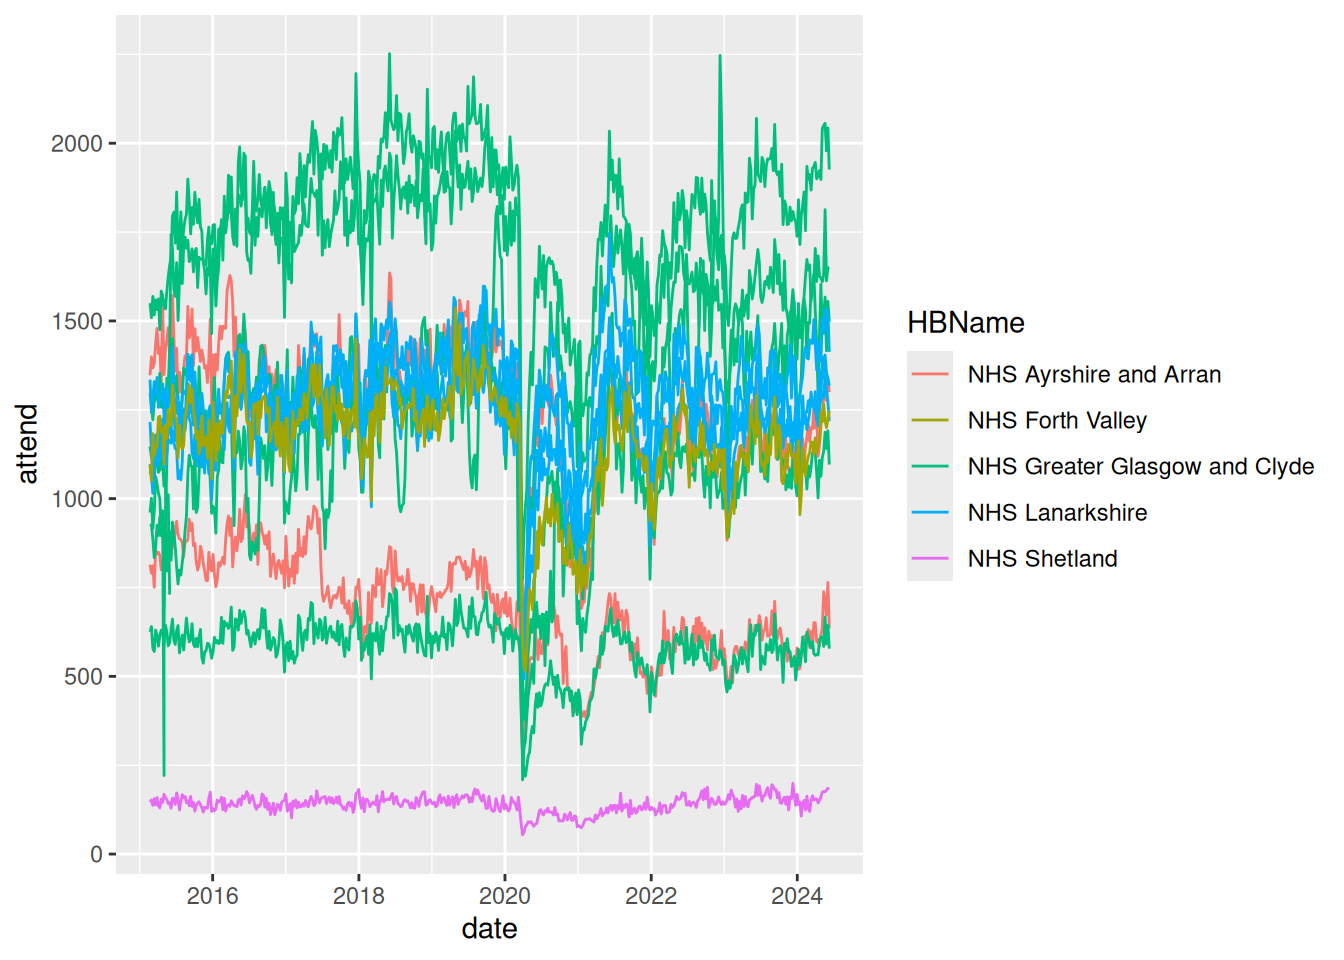 2000
1500
1000
500
0
attend
2016 2018 2020 2022 2024
date
HBName
NHS Ayrshire and Arran
NHS Forth Valley
NHS Greater Glasgow and Clyde
NHS Lanarkshire
NHS Shetland